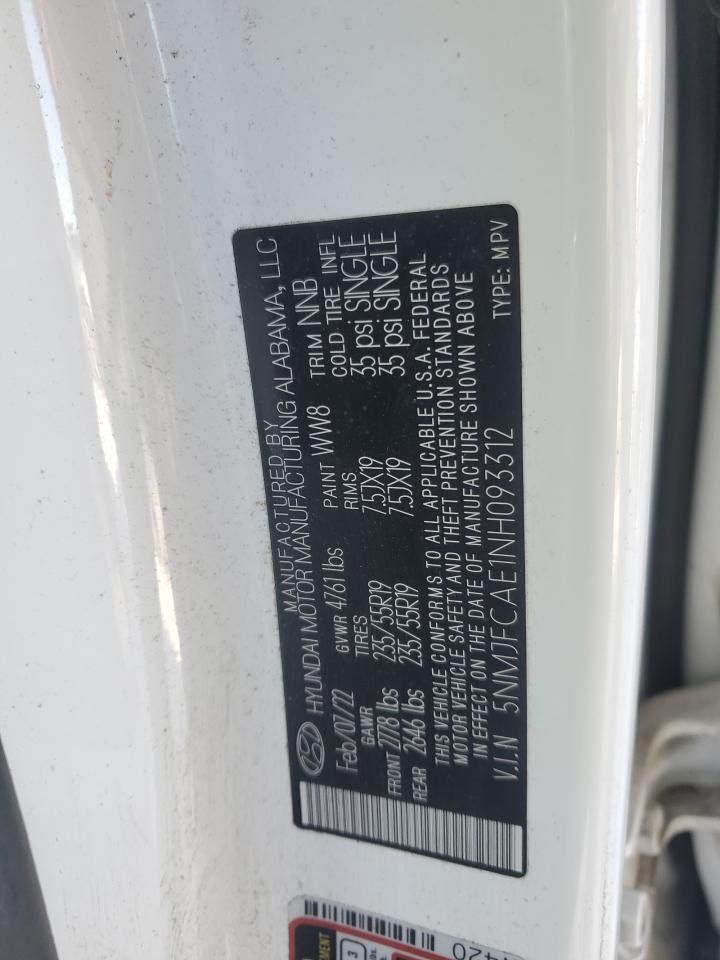 MANUFACTURED BY
HYUNDAI MOTOR MANUFACTURING ALABAMA, LLC
Feb/07/22 GVWR 4761 lbs PAINT WW8 TRIM NNB
GAWR TIRES RIMS COLD TIRE INFL
FRONT 2778 lbs 235/55R19 7.5JX19 35 psi SINGLE
REAR 2646 lbs 235/55R19 7.5JX19 35 psi SINGLE
THIS VEHICLE CONFORMS TO ALL APPLICABLE U.S.A. FEDERAL
MOTOR VEHICLE SAFETY AND THEFT PREVENTION STANDARDS
IN EFFECT ON THE DATE OF MANUFACTURE SHOWN ABOVE
V.I.N 5NMJFCAE1NH093312 TYPE: MPV
3